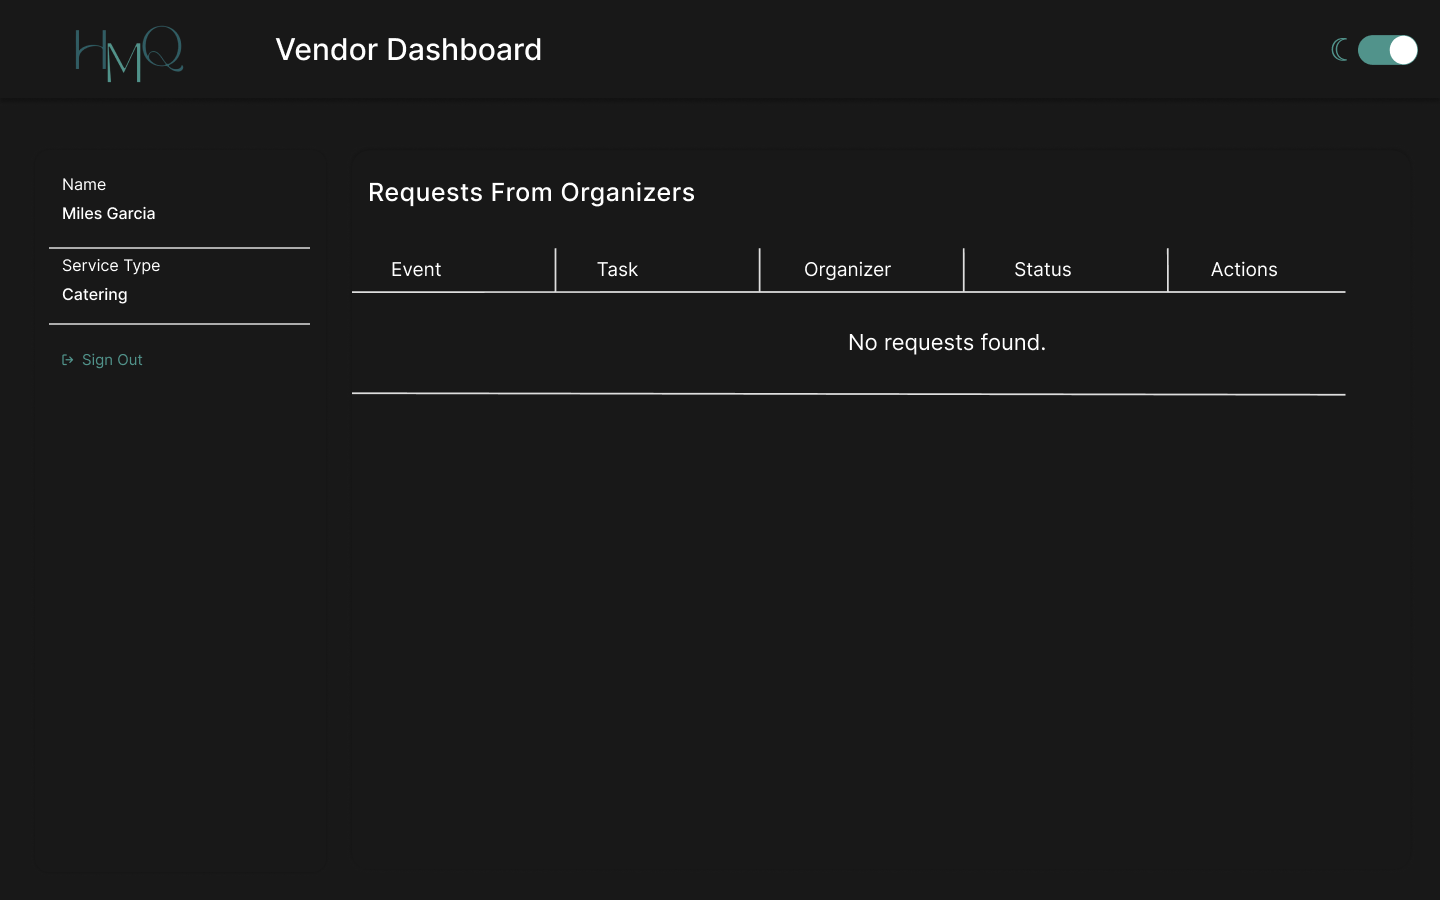 HMQ
Vendor Dashboard
Name
Miles Garcia
Service Type
Catering
Sign Out
Requests From Organizers
Event Task Organizer Status Actions
No requests found.